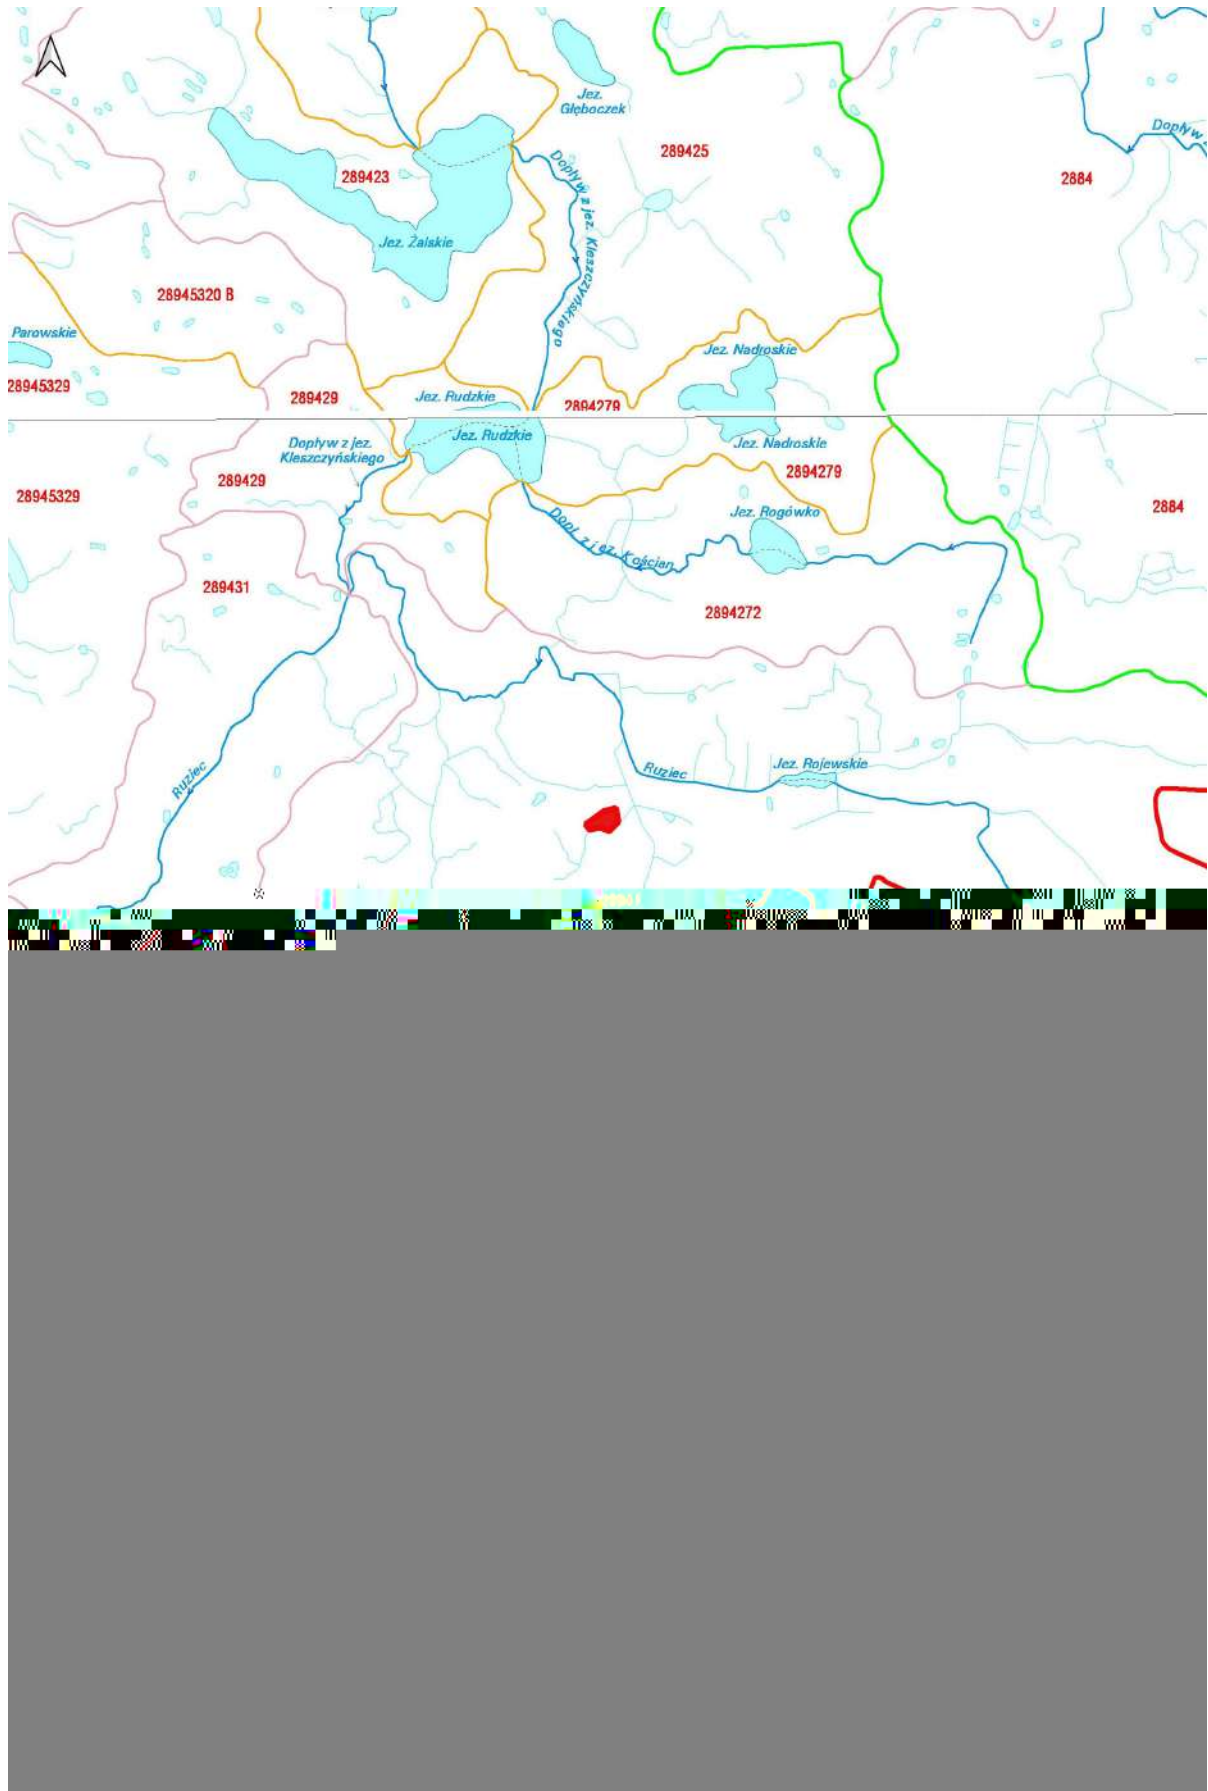 Jez.
Głęboczek
Dopływ
289425
2884
289423
Dopływ z jez. Kleszczyńskiego
Jez. Żalskie
28945320 B
Parowskie
Jez. Nadroskie
28945329
289429
Jez. Rudzkie
2894279
Dopływ z jez.
Kleszczyńskiego
Jez. Rudzkie
Jez. Nadroskie
289429
2894279
28945329
2884
Jez. Rogówko
Dopł. z jez. Kościan
289431
2894272
Ruziec
Ruziec
Jez. Rojewskie